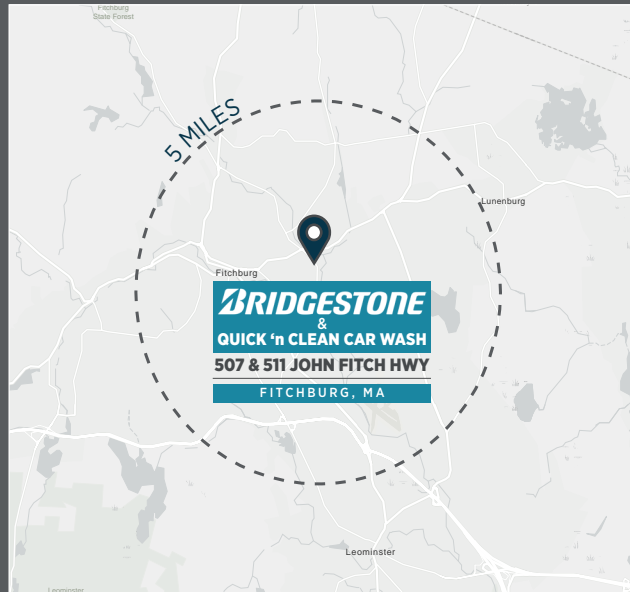 Fitchburg
State Forest
5 MILES
Lunenburg
Fitchburg
BRIDGESTONE
&
QUICK ‘n CLEAN CAR WASH
507 & 511 JOHN FITCH HWY
FITCHBURG, MA
Leominster
Leominster